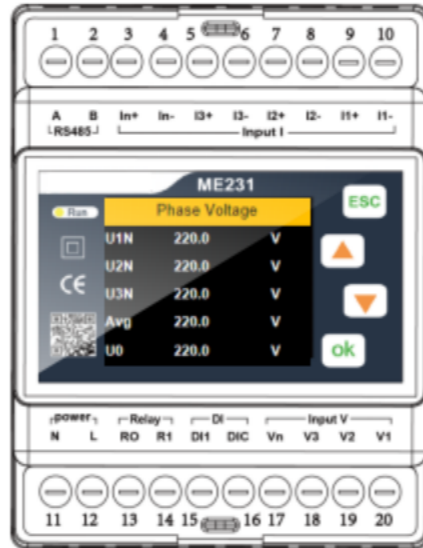 1 2 3 4 5 6 7 8 9 10
A B In+ In- I3+ I3- I2+ I2- I1+ I1-
RS485 Input I
ME231
Run Phase Voltage ESC
U1N 220.0 V
U2N 220.0 V
CE
U3N 220.0 V
Avg 220.0 V
U0 220.0 V ok
power Relay DI Input V
N L RO R1 DI1 DIC Vn V3 V2 V1
11 12 13 14 15 16 17 18 19 20